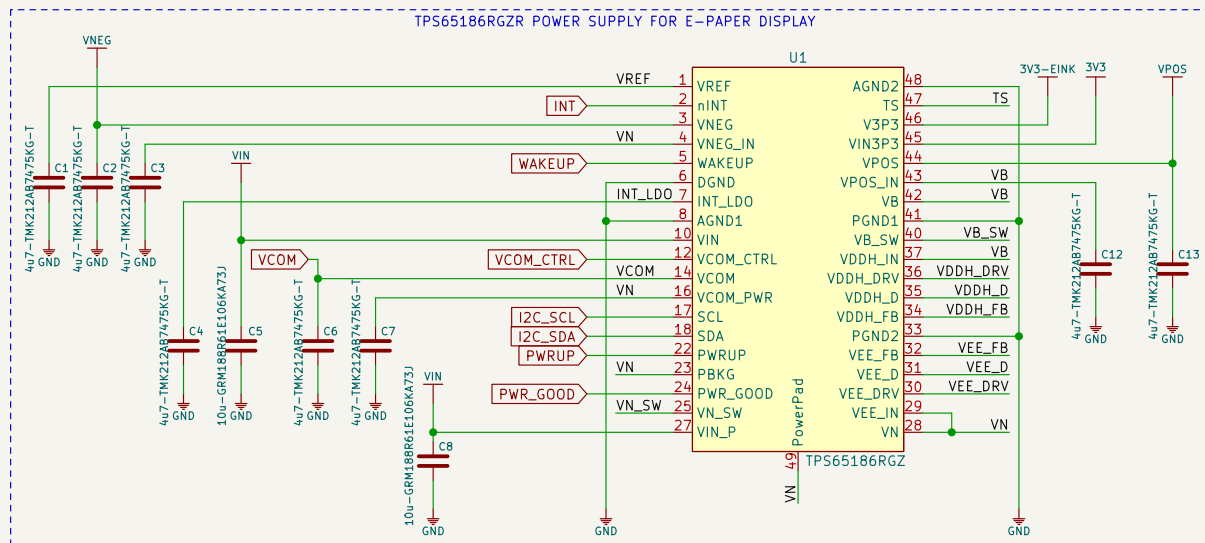 TPS65186RGZR POWER SUPPLY FOR E-PAPER DISPLAY
VNEG
U1
3V3-EINK
3V3
VPOS
VREF
1
VREF
AGND2
48
INT
2
nINT
TS
47
TS
3
VNEG
V3P3
46
VN
4
VNEG_IN
VIN3P3
45
WAKEUP
5
WAKEUP
VPOS
44
6
DGND
VPOS_IN
43
VB
INT_LDO
7
INT_LDO
VB
42
VB
8
AGND1
PGND1
41
10
VIN
VB_SW
40
VB_SW
VCOM_CTRL
12
VCOM_CTRL
VDDH_IN
37
VB
VCOM
14
VCOM
VDDH_DRV
36
VDDH_DRV
VN
16
VCOM_PWR
VDDH_D
35
VDDH_D
I2C_SCL
17
SCL
VDDH_FB
34
VDDH_FB
I2C_SDA
18
SDA
PGND2
33
PWRUP
22
PWRUP
VEE_FB
32
VEE_FB
VN
23
PBKG
VEE_D
31
VEE_D
PWR_GOOD
24
PWR_GOOD
VEE_DRV
30
VEE_DRV
VN_SW
25
VN_SW
VEE_IN
29
27
VIN_P
VN
28
VN
PowerPad
49
VN
TPS65186RGZ
C1
4u7-TMK212AB7475KG-T
GND
C2
4u7-TMK212AB7475KG-T
GND
C3
4u7-TMK212AB7475KG-T
GND
VIN
VCOM
C4
4u7-TMK212AB7475KG-T
GND
C5
10u-GRM188R61E106KA73J
GND
C6
4u7-TMK212AB7475KG-T
GND
C7
4u7-TMK212AB7475KG-T
GND
VIN
C8
10u-GRM188R61E106KA73J
GND
GND
GND
C12
4u7-TMK212AB7475KG-T
GND
C13
4u7-TMK212AB7475KG-T
GND